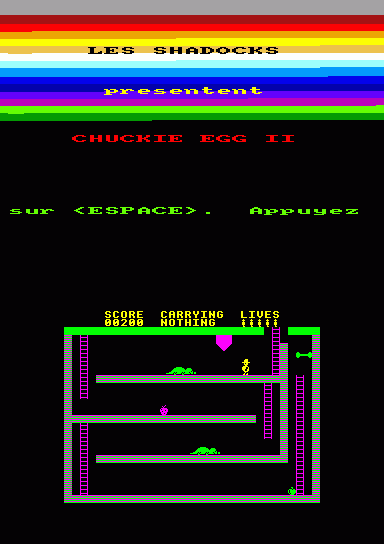 LES SHADOCKS
presentent
CHUCKIE EGG II
sur <ESPACE>. Appuyez
SCORE CARRYING LIVES
00200 NOTHING